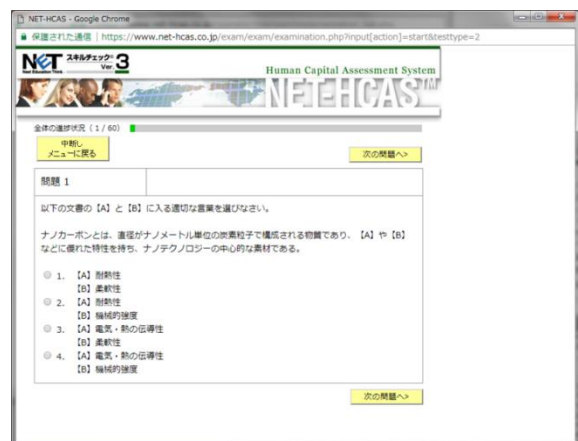 NET-HCAS - Google Chrome
保護された通信 | https://www.net-hcas.co.jp/exam/exam/examination.php?input[action]=start&testtype=2
NET スキルチェック Ver.3
Next Education Think
Human Capital Assessment System
NET-HCAS™
全体の進捗状況 ( 1 / 60)
中断し
メニューに戻る
次の問題へ>
問題 1
以下の文書の【A】と【B】に入る適切な言葉を選びなさい。
ナノカーボンとは、直径がナノメートル単位の炭素粒子で構成される物質であり、【A】や【B】
などに優れた特性を持ち、ナノテクノロジーの中心的な素材である。
1. 【A】耐熱性
【B】柔軟性
2. 【A】耐熱性
【B】機械的強度
3. 【A】電気・熱の伝導性
【B】柔軟性
4. 【A】電気・熱の伝導性
【B】機械的強度
次の問題へ>